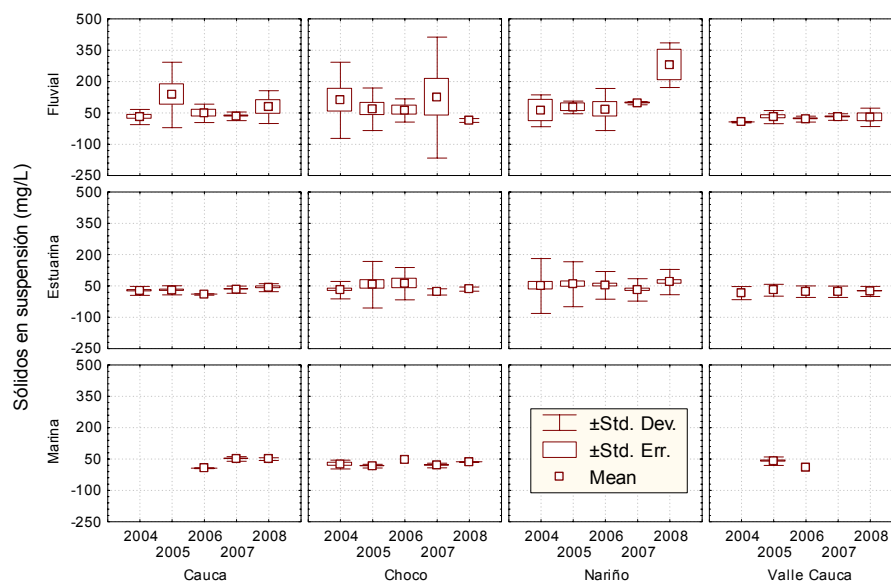 Sólidos en suspensión (mg/L)
Fluvial
500
350
200
50
-100
-250
Estuarina
500
350
200
50
-100
-250
Marina
500
350
200
50
-100
-250
±Std. Dev.
±Std. Err.
Mean
2004 2006 2008 2004 2006 2008 2004 2006 2008 2004 2006 2008
2005 2007 2005 2007 2005 2007 2005 2007
Cauca Choco Nariño Valle Cauca